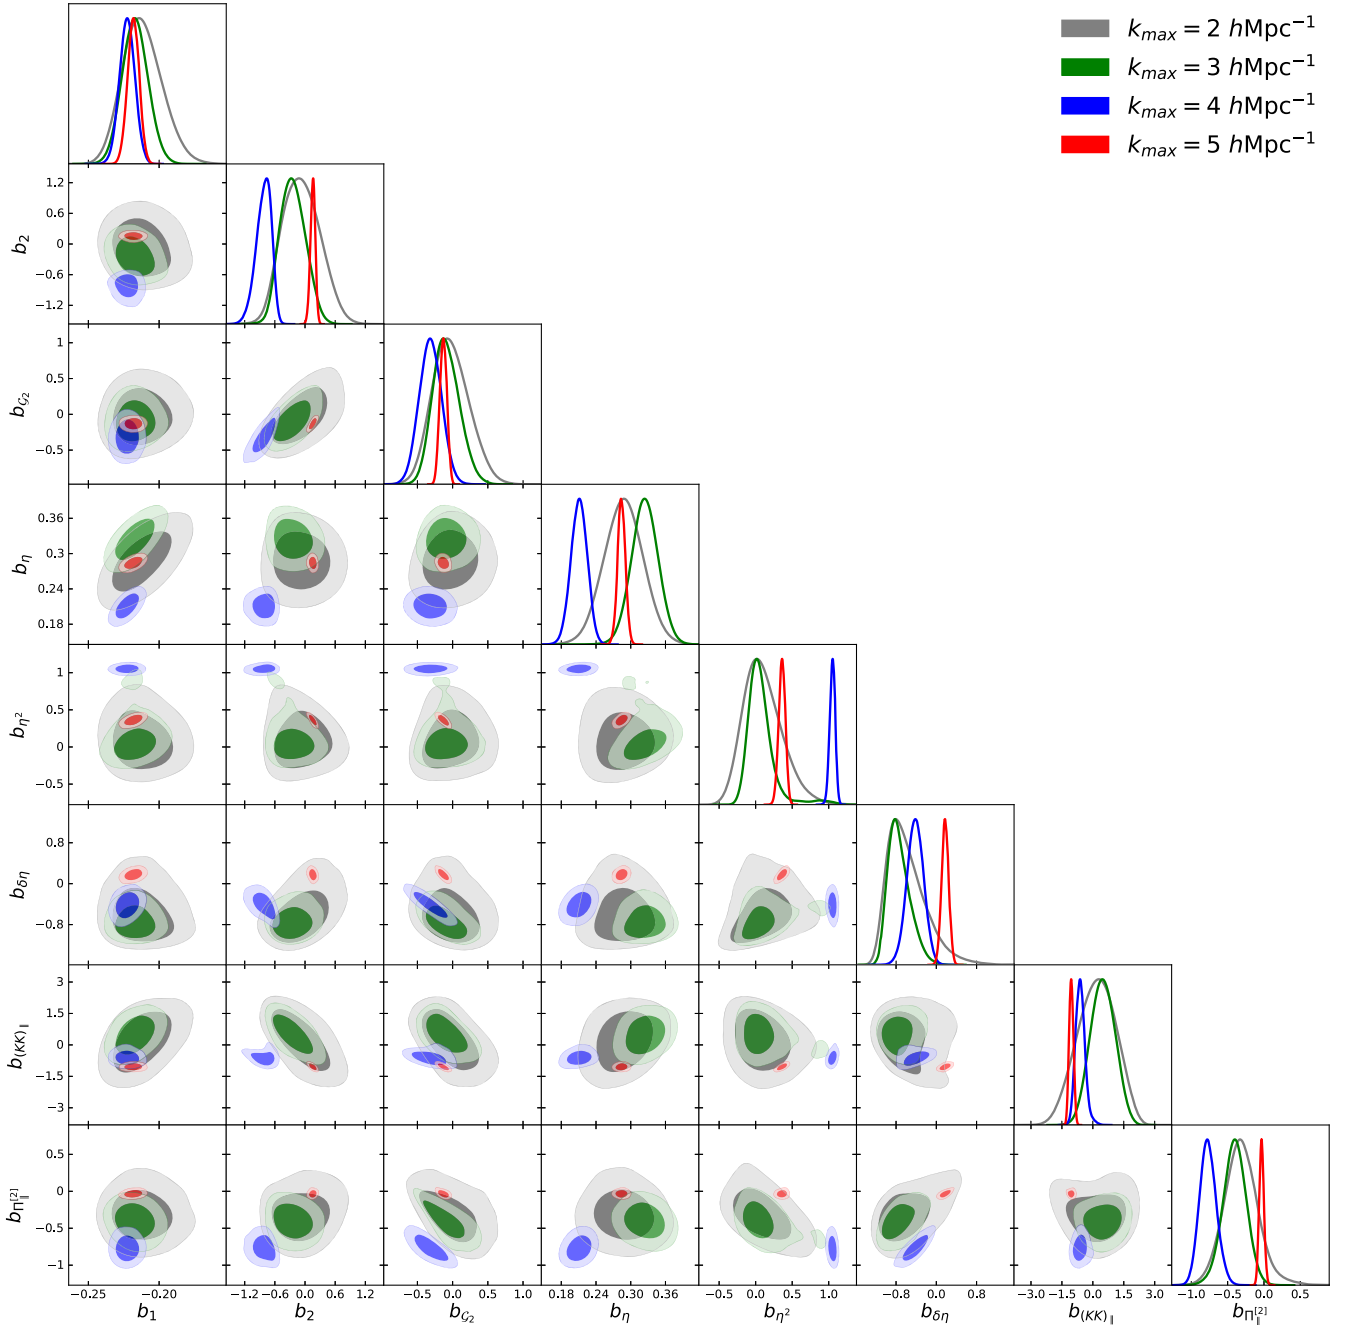 k_max = 2 hMpc⁻¹
k_max = 3 hMpc⁻¹
k_max = 4 hMpc⁻¹
k_max = 5 hMpc⁻¹
1.2
0.6
0
−0.6
−1.2
b₂
1
0.5
0
−0.5
b_𝒢₂
0.36
0.30
0.24
0.18
b_η
1
0.5
0
−0.5
b_η²
0.8
0
−0.8
b_δη
3
1.5
0
−1.5
−3
b_(KK)∥
0.5
0
−0.5
−1
b_Π∥^[2]
−0.25 −0.20
−1.2 −0.6 0.0 0.6 1.2
−0.5 0.0 0.5 1.0
0.18 0.24 0.30 0.36
−0.5 0.0 0.5 1.0
−0.8 0.0 0.8
−3.0 −1.5 0.0 1.5 3.0
−1.0 −0.5 0.0 0.5
b₁ b₂ b_𝒢₂ b_η b_η² b_δη b_(KK)∥ b_Π∥^[2]